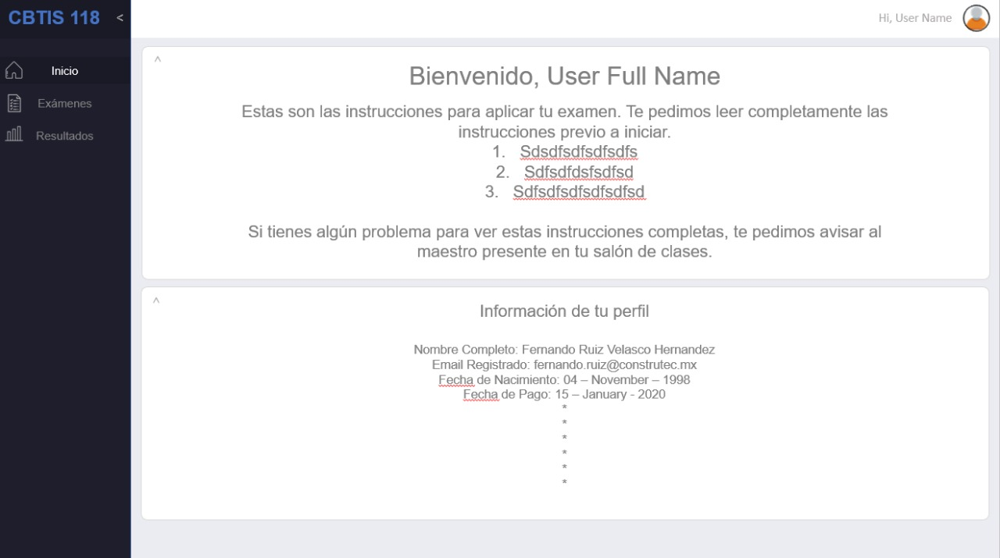 CBTIS 118 <
Hi, User Name
Inicio
Exámenes
Resultados
^
Bienvenido, User Full Name
Estas son las instrucciones para aplicar tu examen. Te pedimos leer completamente las
instrucciones previo a iniciar.
1. Sdsdfsdfsdfsdfs
2. Sdfsdfdsfsdfsd
3. Sdfsdfsdfsdfsdfsd
Si tienes algún problema para ver estas instrucciones completas, te pedimos avisar al
maestro presente en tu salón de clases.
^
Información de tu perfil
Nombre Completo: Fernando Ruiz Velasco Hernandez
Email Registrado: fernando.ruiz@construtec.mx
Fecha de Nacimiento: 04 – November – 1998
Fecha de Pago: 15 – January - 2020
*
*
*
*
*
*